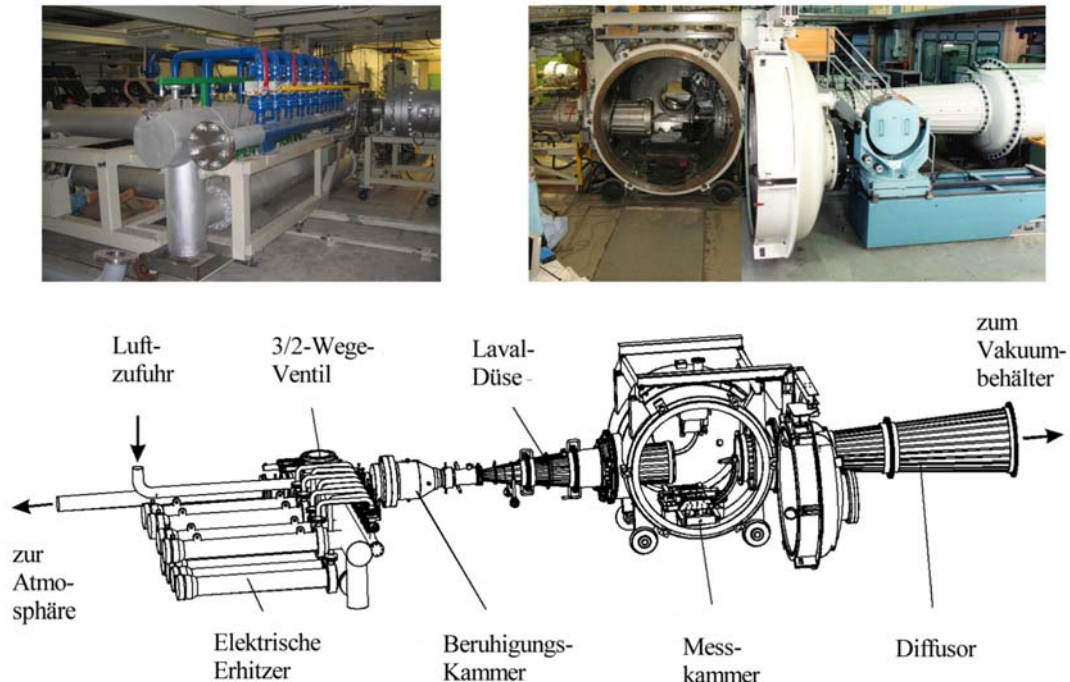 Luft-
zufuhr
3/2-Wege-
Ventil
Laval-
Düse
zum
Vakuum-
behälter
zur
Atmo-
sphäre
Elektrische
Erhitzer
Beruhigungs-
Kammer
Mess-
kammer
Diffusor